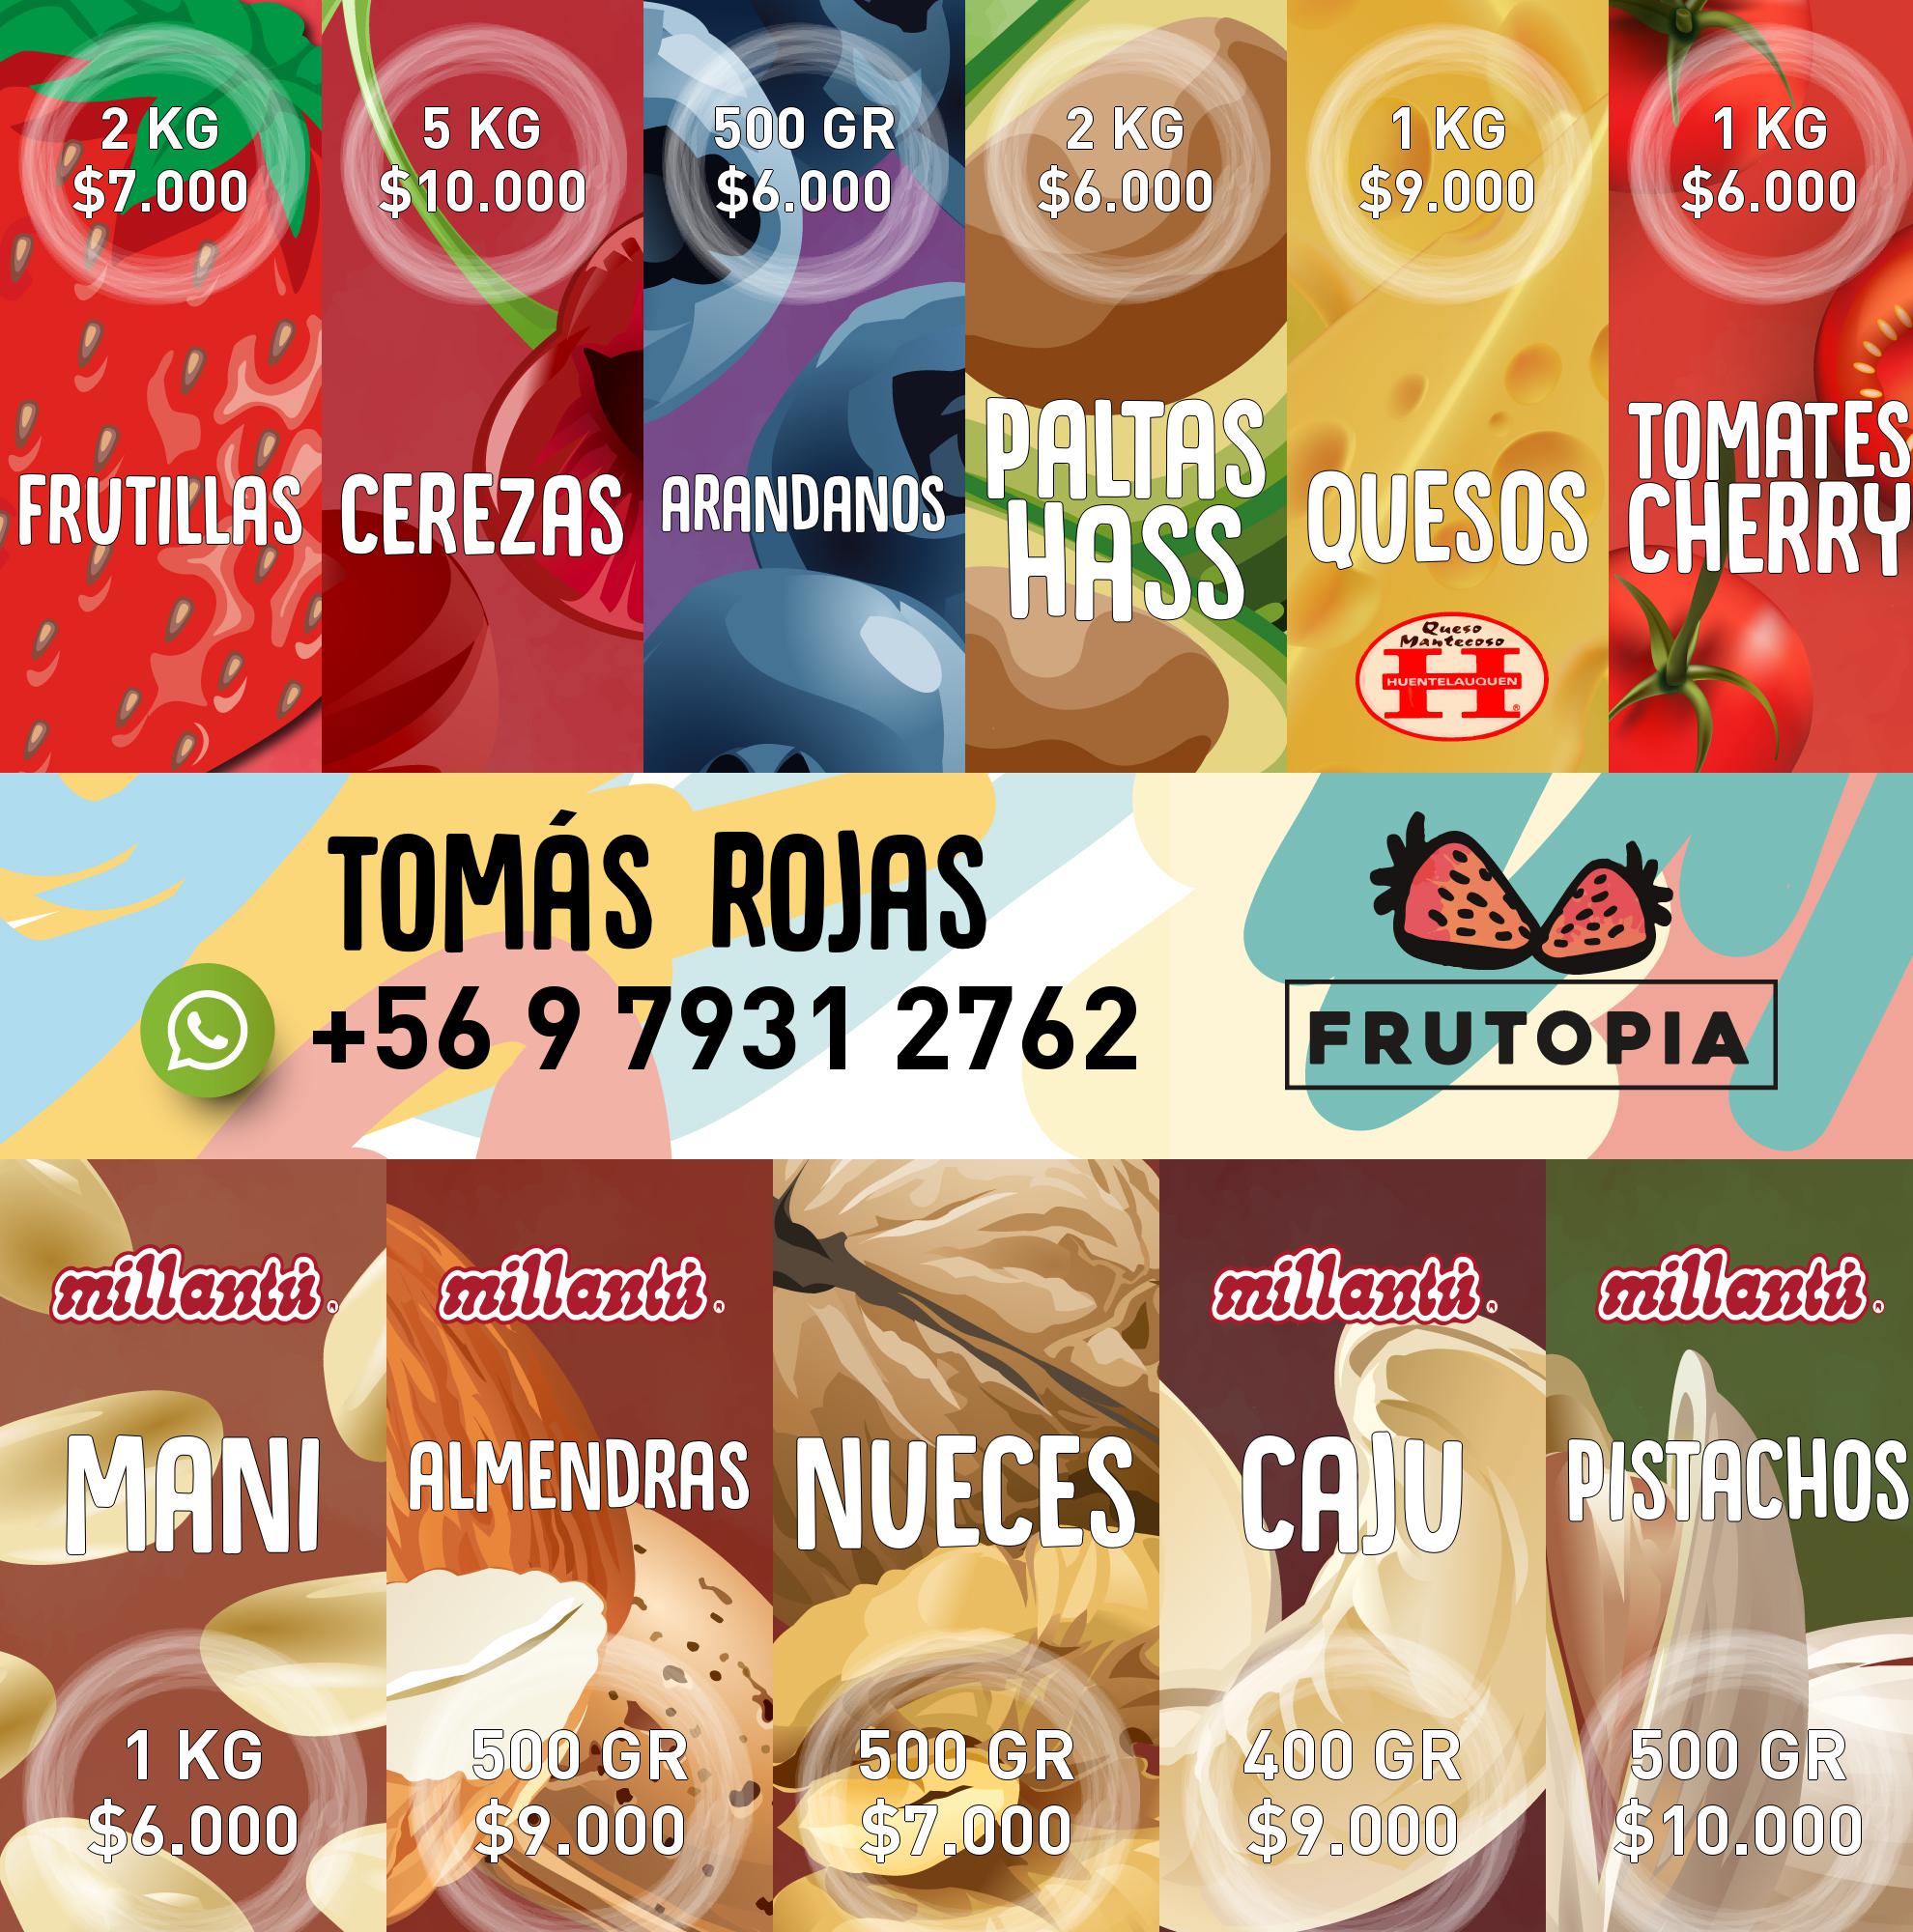 2 KG
$7.000
FRUTILLAS
5 KG
$10.000
CEREZAS
500 GR
$6.000
ARANDANOS
2 KG
$6.000
PALTAS
HASS
1 KG
$9.000
QUESOS
Queso
Mantecoso
H
HUENTELAUQUEN
®
1 KG
$6.000
TOMATES
CHERRY
TOMÁS ROJAS
+56 9 7931 2762
FRUTOPIA
millantú®
MANI
1 KG
$6.000
millantú®
ALMENDRAS
500 GR
$9.000
NUECES
500 GR
$7.000
millantú®
CAJU
400 GR
$9.000
millantú®
PISTACHOS
500 GR
$10.000